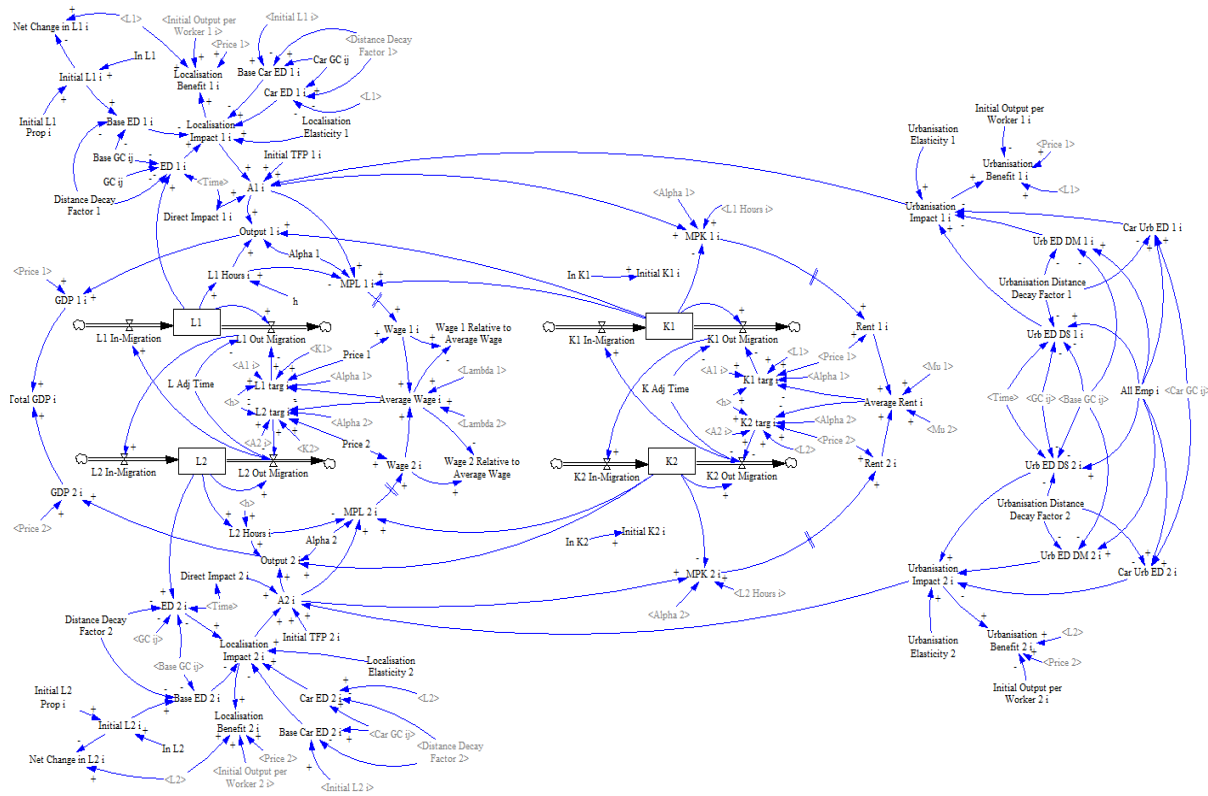 Net Change in L1 i
<L1>
<Initial Output per
Worker 1 i>
<Price 1>
<Initial L1 i>
<Distance Decay
Factor 1>
In L1
Initial L1 i
Localisation
Benefit 1 i
Base Car ED 1 i
Car GC ij
Car ED 1 i
<L1>
Initial L1
Prop i
Base ED 1 i
Localisation
Impact 1 i
Localisation
Elasticity 1
Base GC ij
GC ij
ED 1 i
Initial TFP 1 i
<Time>
A1 i
Distance Decay
Factor 1
Direct Impact 1 i
Output 1 i
Alpha 1
L1 Hours i
MPL 1 i
h
<Price 1>
GDP 1 i
L1
L1 In-Migration
L1 Out Migration
Wage 1 i
Wage 1 Relative to
Average Wage
Price 1
<K1>
<A1 i>
L1 targ i
<Alpha 1>
<Lambda 1>
L Adj Time
<h>
Average Wage i
L2 targ i
<Alpha 2>
<Lambda 2>
<A2 i>
<K2>
Price 2
Total GDP i
L2
L2 In-Migration
L2 Out Migration
Wage 2 i
Wage 2 Relative to
Average Wage
GDP 2 i
<Price 2>
<h>
MPL 2 i
L2 Hours i
Alpha 2
Output 2 i
Direct Impact 2 i
A2 i
ED 2 i
<Time>
Distance Decay
Factor 2
<GC ij>
Initial TFP 2 i
Localisation
Impact 2 i
<Base GC ij>
Localisation
Elasticity 2
Initial L2
Prop i
Base ED 2 i
Car ED 2 i
<L2>
Initial L2 i
Localisation
Benefit 2 i
Base Car ED 2 i
<Car GC ij>
In L2
Net Change in L2 i
<Price 2>
<Distance Decay
Factor 2>
<L2>
<Initial Output per
Worker 2 i>
<Initial L2 i>
<Alpha 1>
<L1 Hours i>
MPK 1 i
In K1
Initial K1 i
K1
K1 In-Migration
K1 Out Migration
Rent 1 i
<L1>
<Price 1>
<A1 i>
K1 targ i
<Alpha 1>
<Mu 1>
K Adj Time
<h>
Average Rent i
K2 targ i
<Alpha 2>
<Mu 2>
<A2 i>
<Price 2>
<L2>
K2
K2 In-Migration
K2 Out Migration
Rent 2 i
In K2
Initial K2 i
MPK 2 i
<Alpha 2>
<L2 Hours i>
Initial Output per
Worker 1 i
Urbanisation
Elasticity 1
<Price 1>
Urbanisation
Benefit 1 i
<L1>
Urbanisation
Impact 1 i
Car Urb ED 1 i
Urb ED DM 1 i
Urbanisation Distance
Decay Factor 1
Urb ED DS 1 i
<Time>
<GC ij>
<Base GC ij>
All Emp i
<Car GC ij>
Urb ED DS 2 i
Urbanisation Distance
Decay Factor 2
Urb ED DM 2 i
Car Urb ED 2 i
Urbanisation
Impact 2 i
Urbanisation
Elasticity 2
Urbanisation
Benefit 2 i
<L2>
<Price 2>
Initial Output per
Worker 2 i